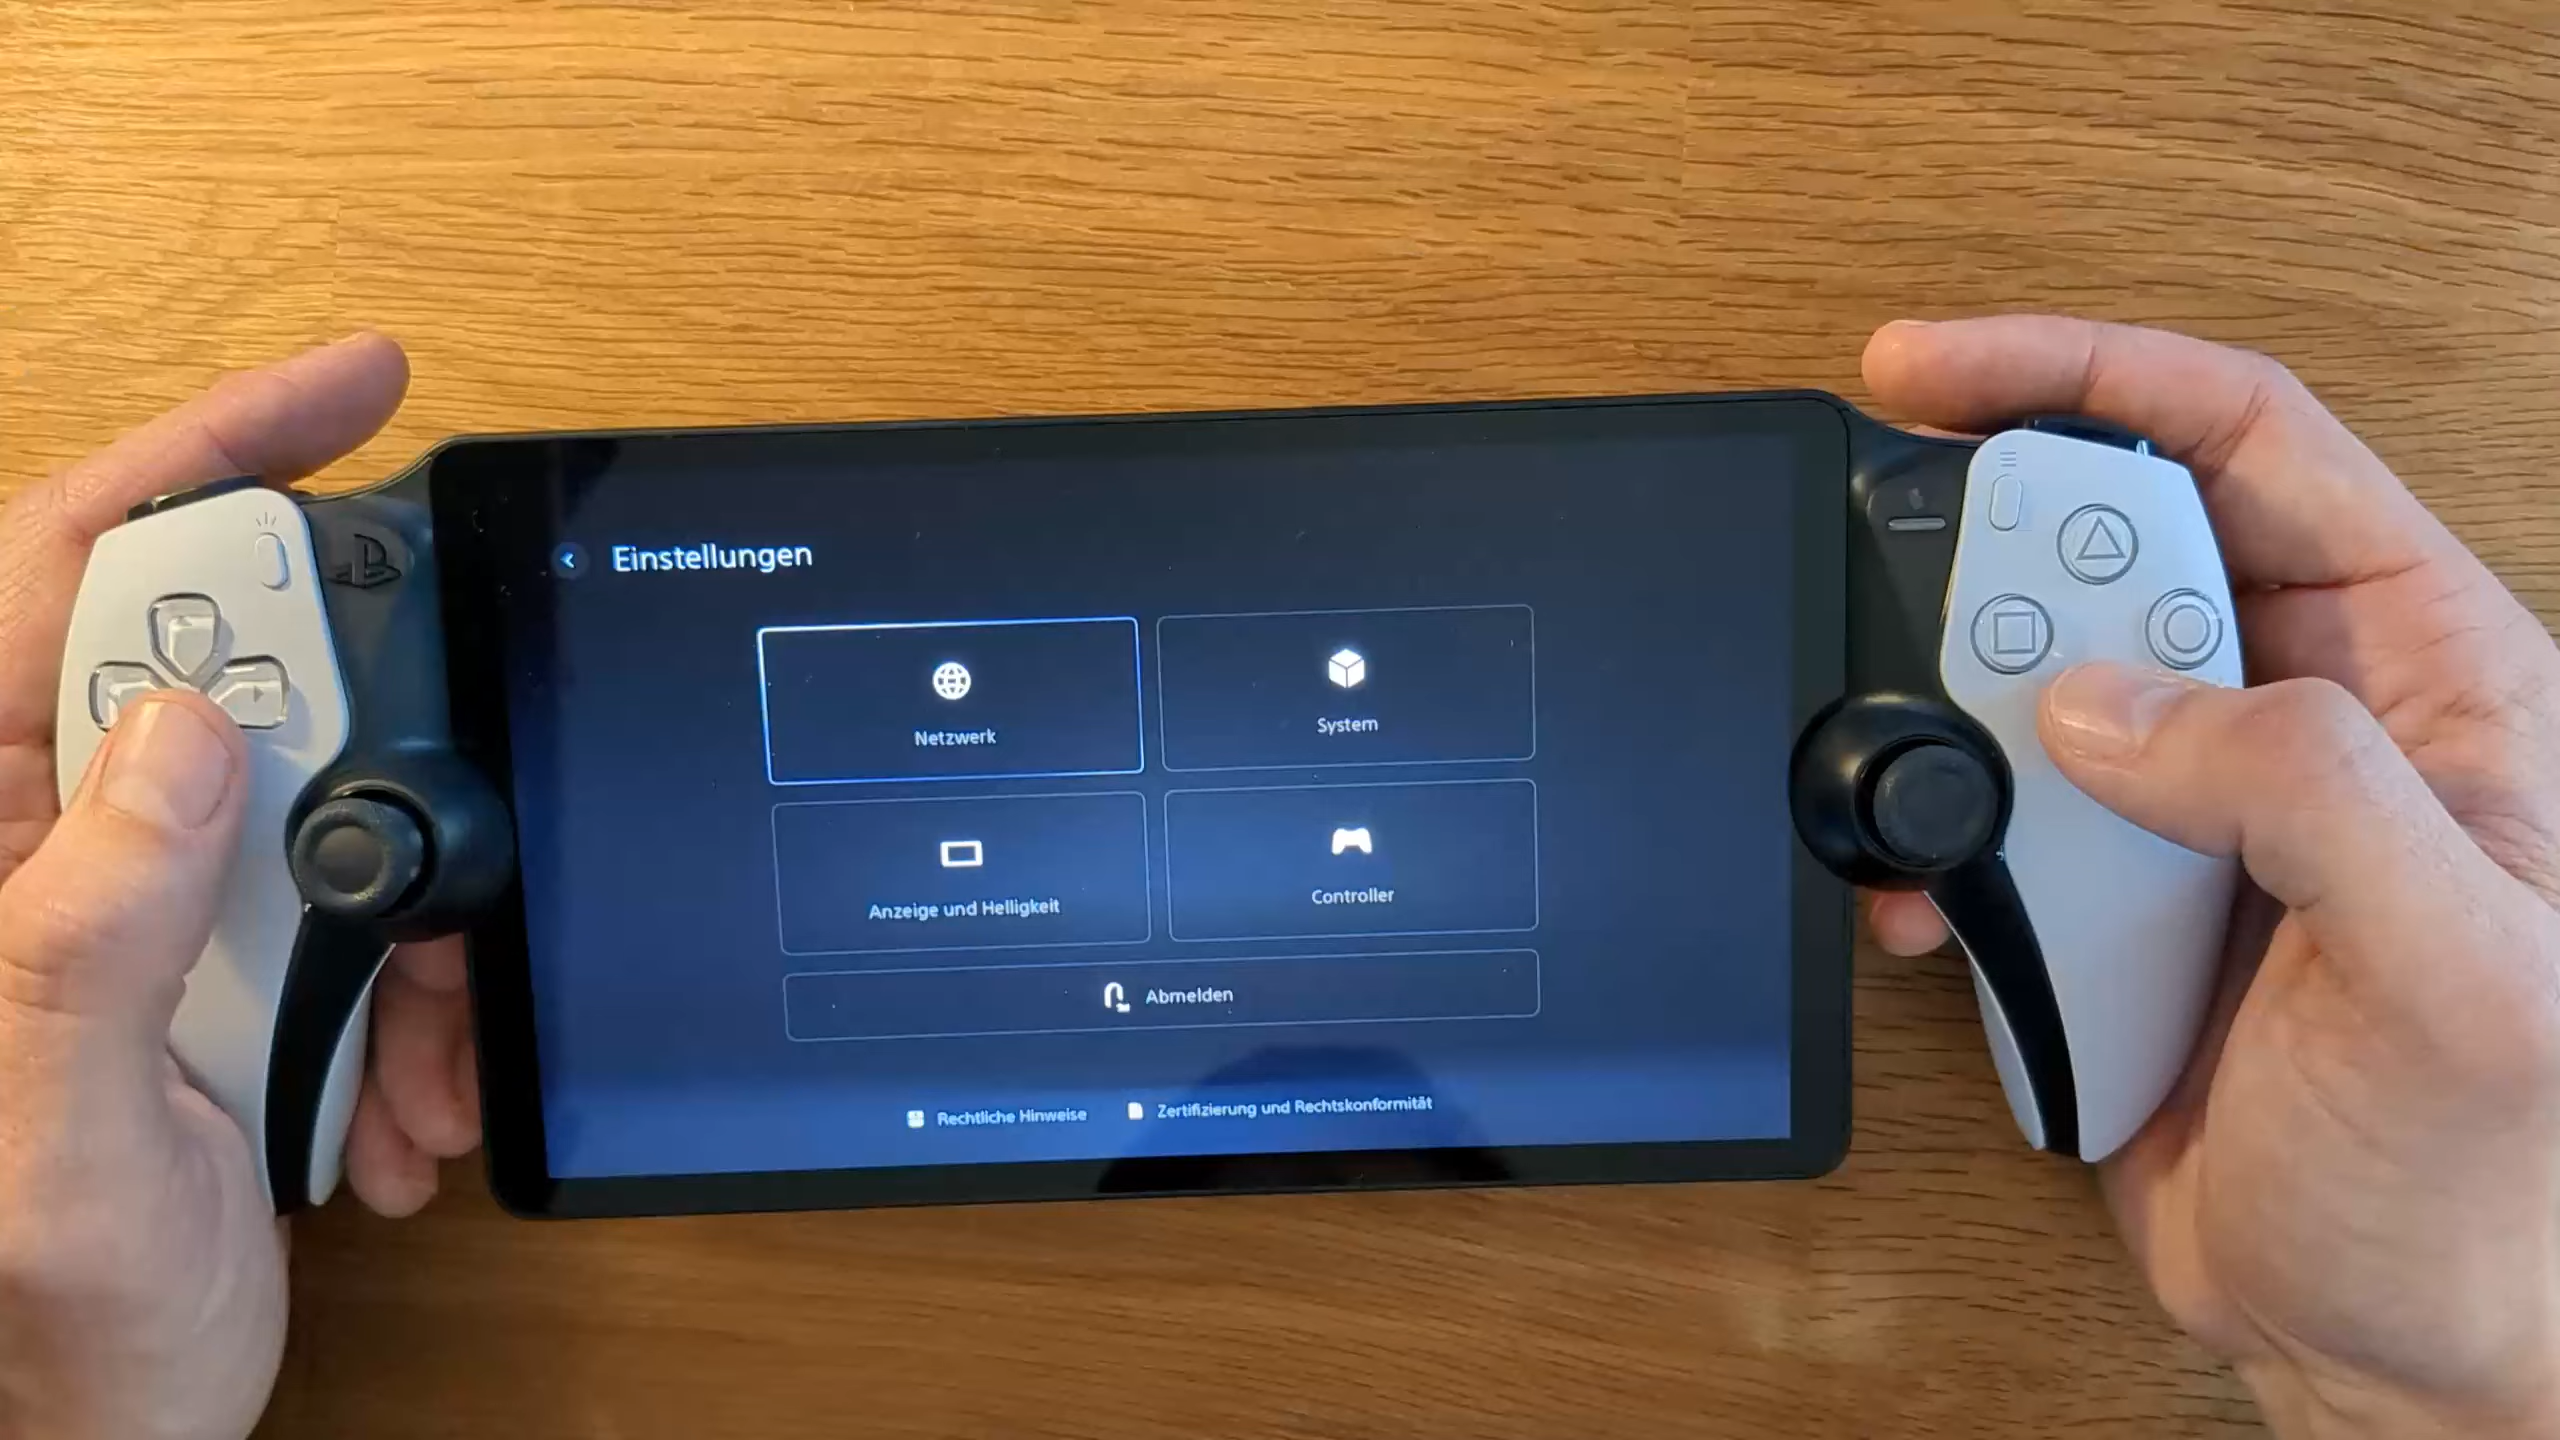 Einstellungen
Netzwerk
System
Anzeige und Helligkeit
Controller
Abmelden
Rechtliche Hinweise
Zertifizierung und Rechtskonformität